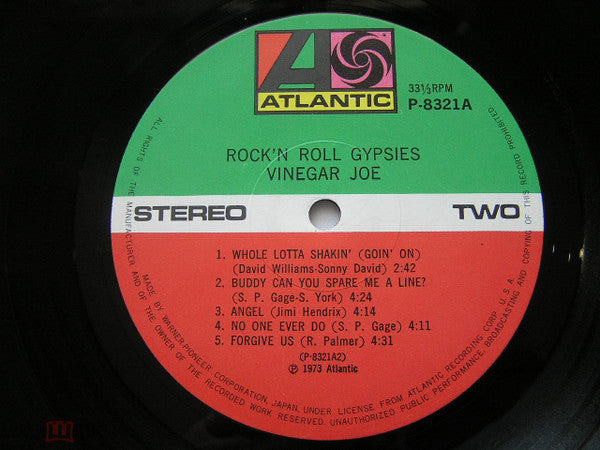 ATLANTIC
33⅓RPM
P-8321A
ROCK'N ROLL GYPSIES
VINEGAR JOE
STEREO
TWO
1. WHOLE LOTTA SHAKIN' (GOIN' ON)
(David Williams-Sonny David) 2:42
2. BUDDY CAN YOU SPARE ME A LINE?
(S. P. Gage-S. York) 4:24
3. ANGEL (Jimi Hendrix) 4:14
4. NO ONE EVER DO (S. P. Gage) 4:11
5. FORGIVE US (R. Palmer) 4:31
(P-8321A2)
℗ 1973 Atlantic
ALL RIGHTS OF THE MANUFACTURER AND OF THE OWNER OF THE RECORDED WORK RESERVED. UNAUTHORIZED PUBLIC PERFORMANCE, BROADCASTING AND COPYING OF THIS RECORD PROHIBITED
MADE BY WARNER-PIONEER CORPORATION, JAPAN, UNDER LICENSE FROM ATLANTIC RECORDING CORP. U.S.A.